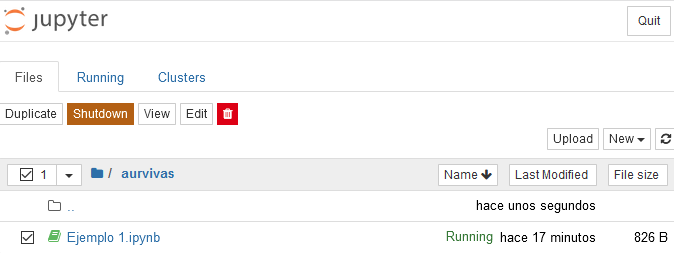 jupyter
Quit
Files Running Clusters
Duplicate Shutdown View Edit
Upload New
1 / aurvivas Name Last Modified File size
.. hace unos segundos
Ejemplo 1.ipynb Running hace 17 minutos 826 B